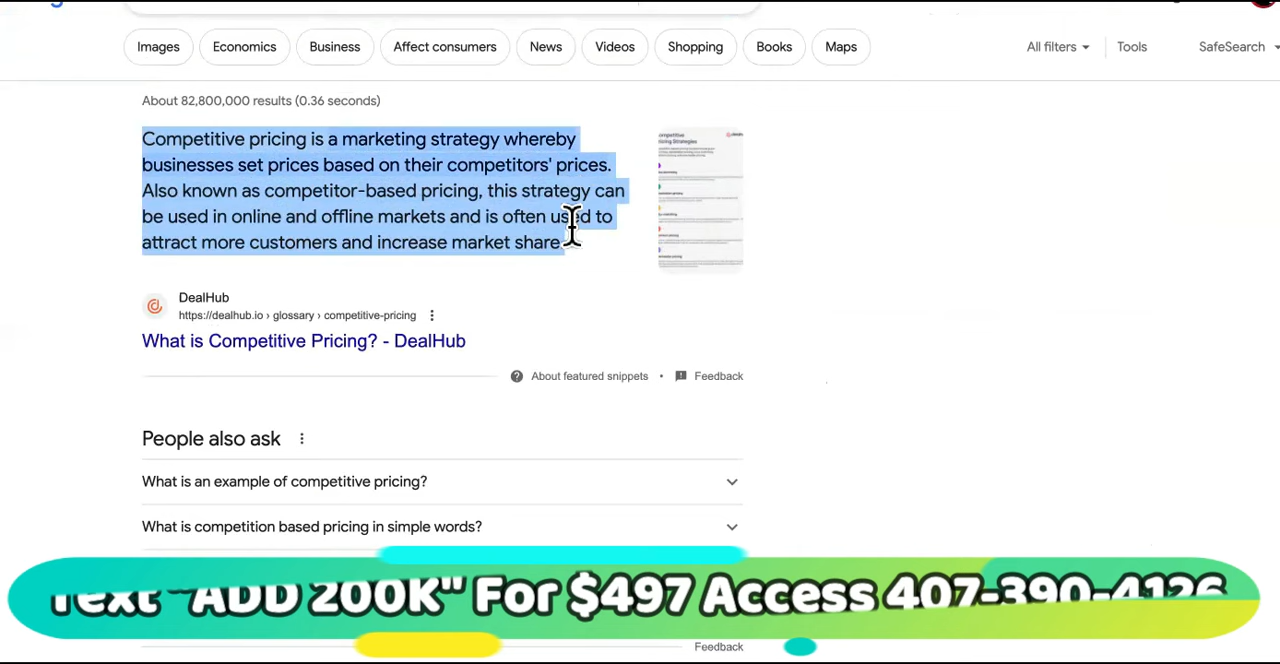 Images Economics Business Affect consumers News Videos Shopping Books Maps All filters Tools SafeSearch
About 82,800,000 results (0.36 seconds)
Competitive pricing is a marketing strategy whereby
businesses set prices based on their competitors' prices.
Also known as competitor-based pricing, this strategy can
be used in online and offline markets and is often used to
attract more customers and increase market share
DealHub
https://dealhub.io › glossary › competitive-pricing
What is Competitive Pricing? - DealHub
About featured snippets • Feedback
People also ask
What is an example of competitive pricing?
What is competition based pricing in simple words?
Text "ADD 200K" For $497 Access 407-390-4126
Feedback